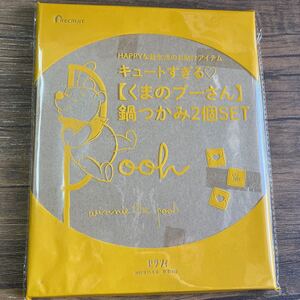 Recruit
HAPPYな新生活のお助けアイテム
キュートすぎる♡
【くまのプーさん】
鍋つかみ2個SET
Pooh
winnie the pooh
ゼクシィ